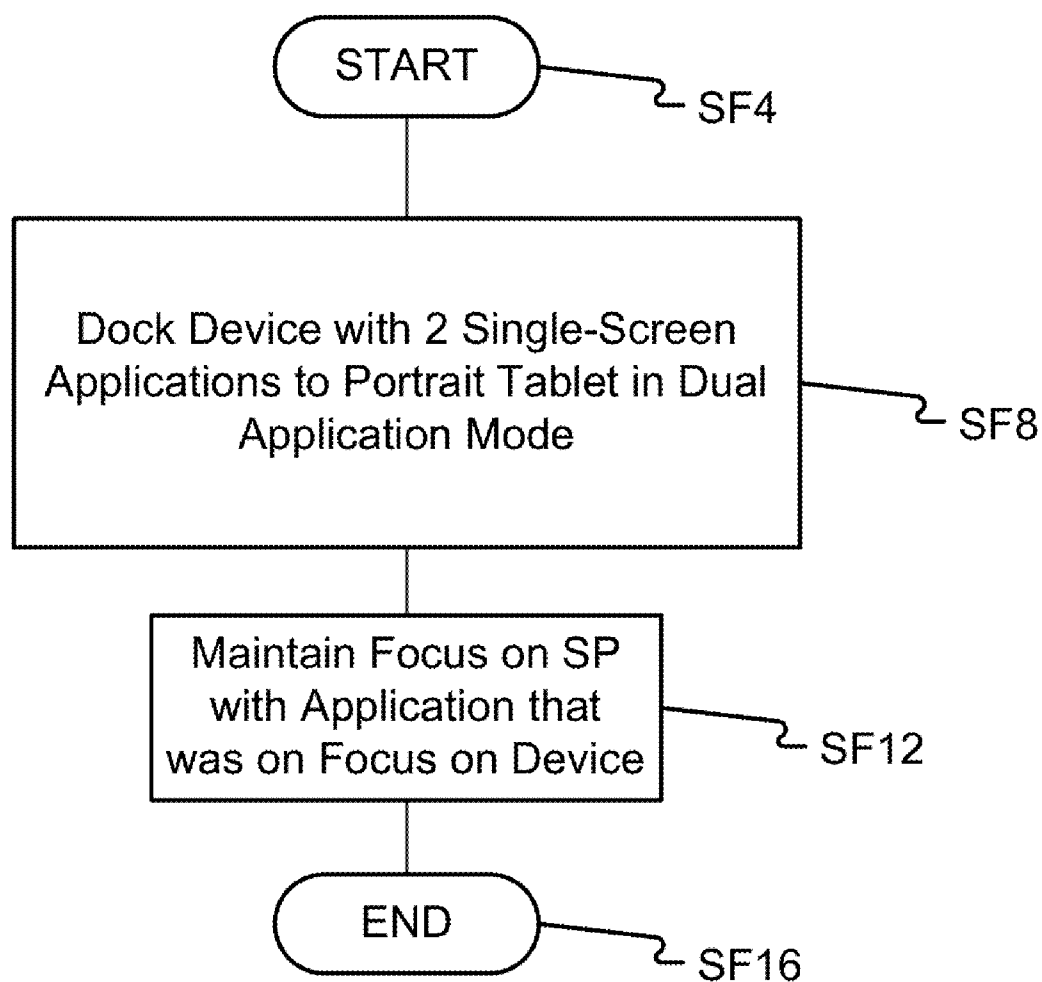 START
SF4
Dock Device with 2 Single-Screen
Applications to Portrait Tablet in Dual
Application Mode
SF8
Maintain Focus on SP
with Application that
was on Focus on Device
SF12
END
SF16